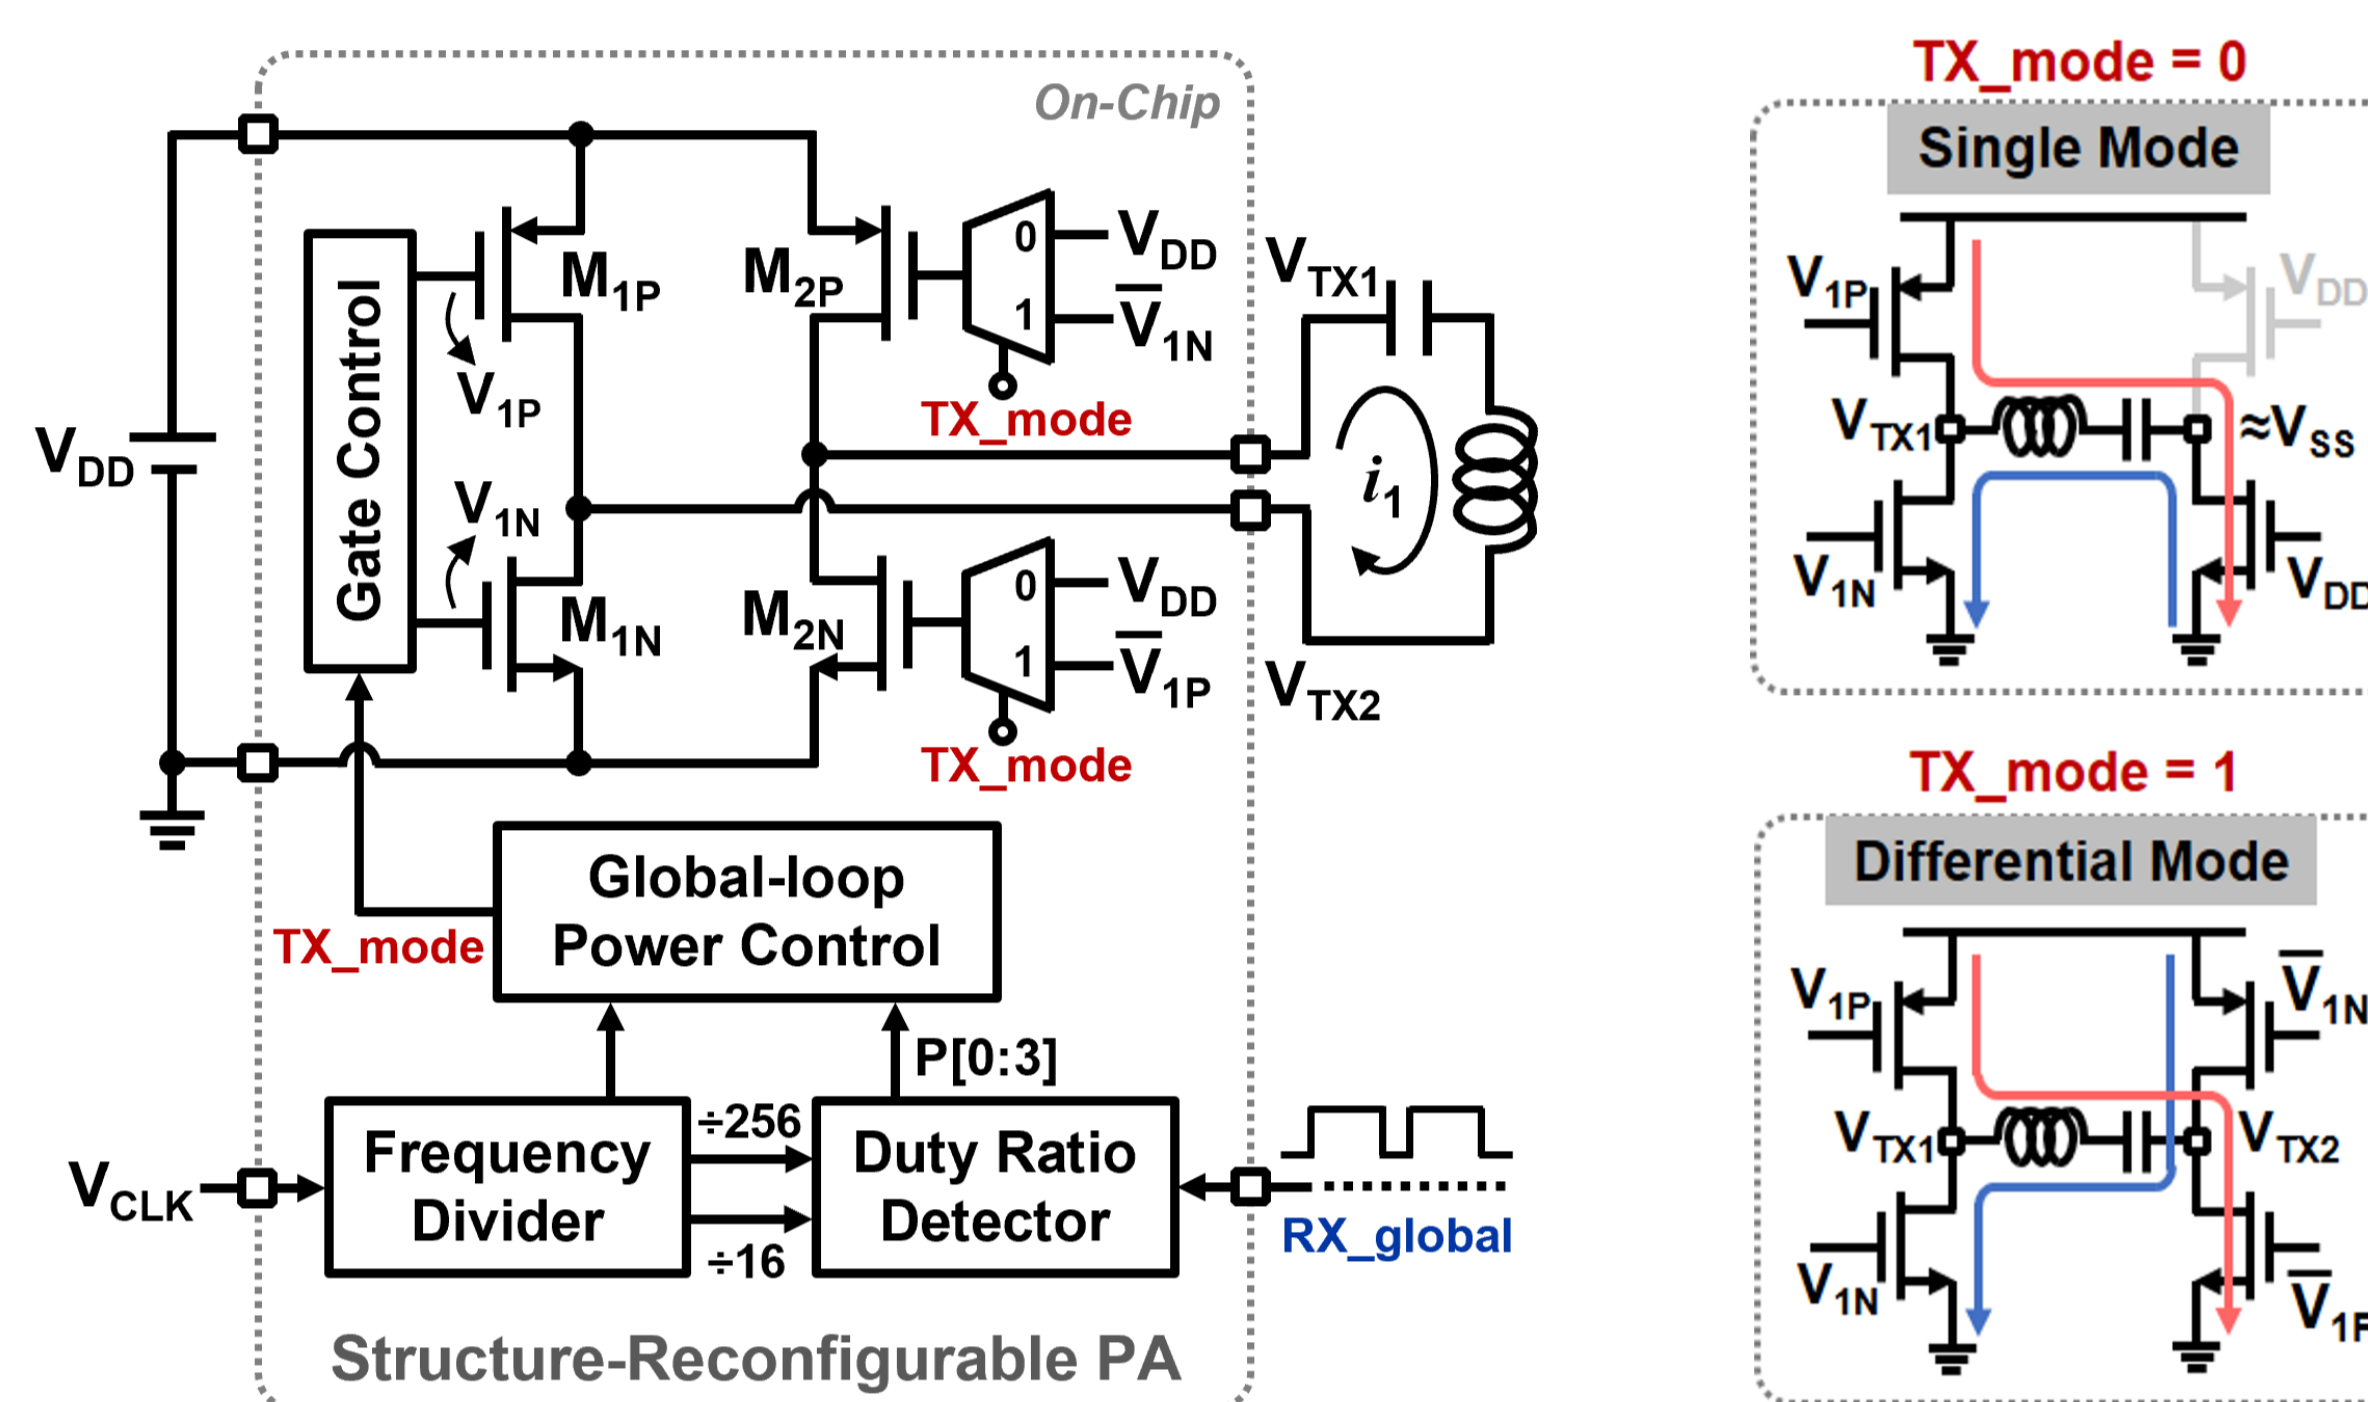 On-Chip
V̅DD
M1P
M2P
0
VDD
1
V̅1N
TX_mode
VTX1
V1P
VDD
Gate Control
i1
V1N
M1N
M2N
0
VDD
1
V̅1P
TX_mode
VTX2
Global-loop
Power Control
TX_mode
P[0:3]
÷256
Frequency
Divider
÷16
Duty Ratio
Detector
VCLK
RX_global
Structure-Reconfigurable PA
TX_mode = 0
Single Mode
V1P
VDD
VTX1
≈VSS
V1N
VDD
TX_mode = 1
Differential Mode
V1P
V̅1N
VTX1
VTX2
V1N
V̅1P